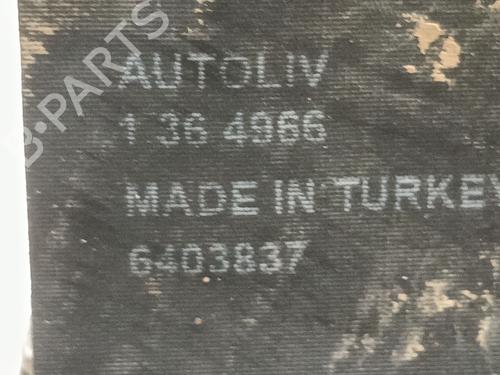 B-PARTS
AUTOLIV
1 36 4966
MADE IN TURKEY
6403837